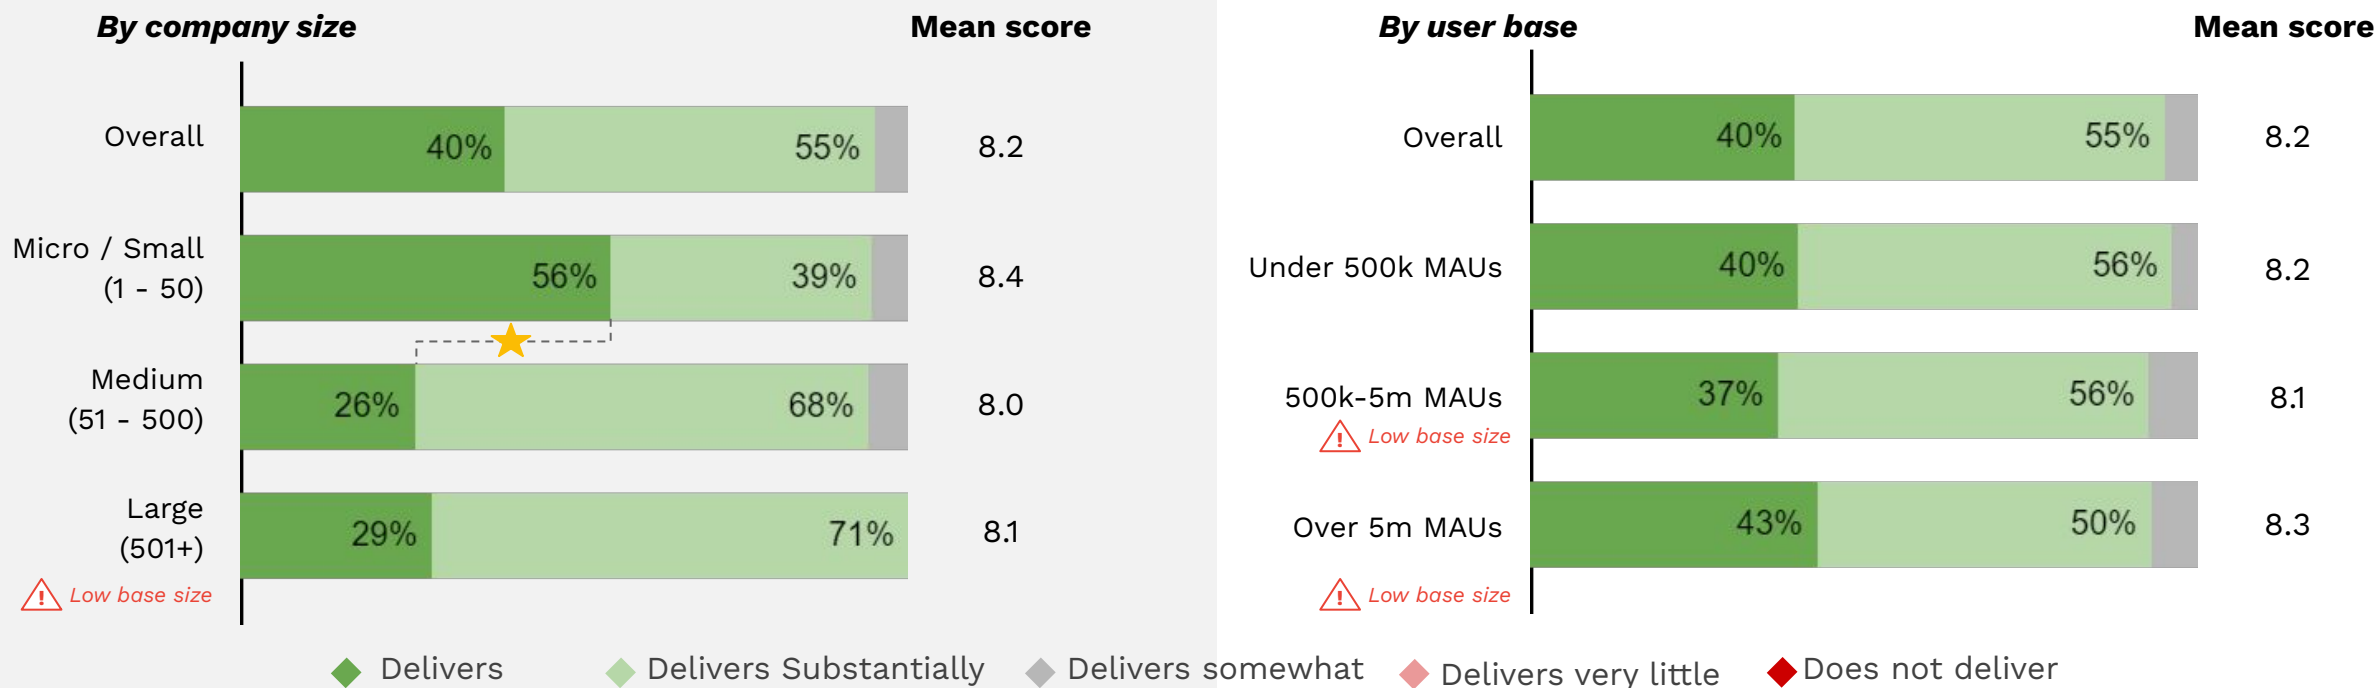 By company size
Mean score
Overall
40%
55%
8.2
Micro / Small
(1 - 50)
56%
39%
8.4
Medium
(51 - 500)
26%
68%
8.0
Large
(501+)
29%
71%
8.1
Low base size
By user base
Mean score
Overall
40%
55%
8.2
Under 500k MAUs
40%
56%
8.2
500k-5m MAUs
Low base size
37%
56%
8.1
Over 5m MAUs
43%
50%
8.3
Low base size
Delivers
Delivers Substantially
Delivers somewhat
Delivers very little
Does not deliver